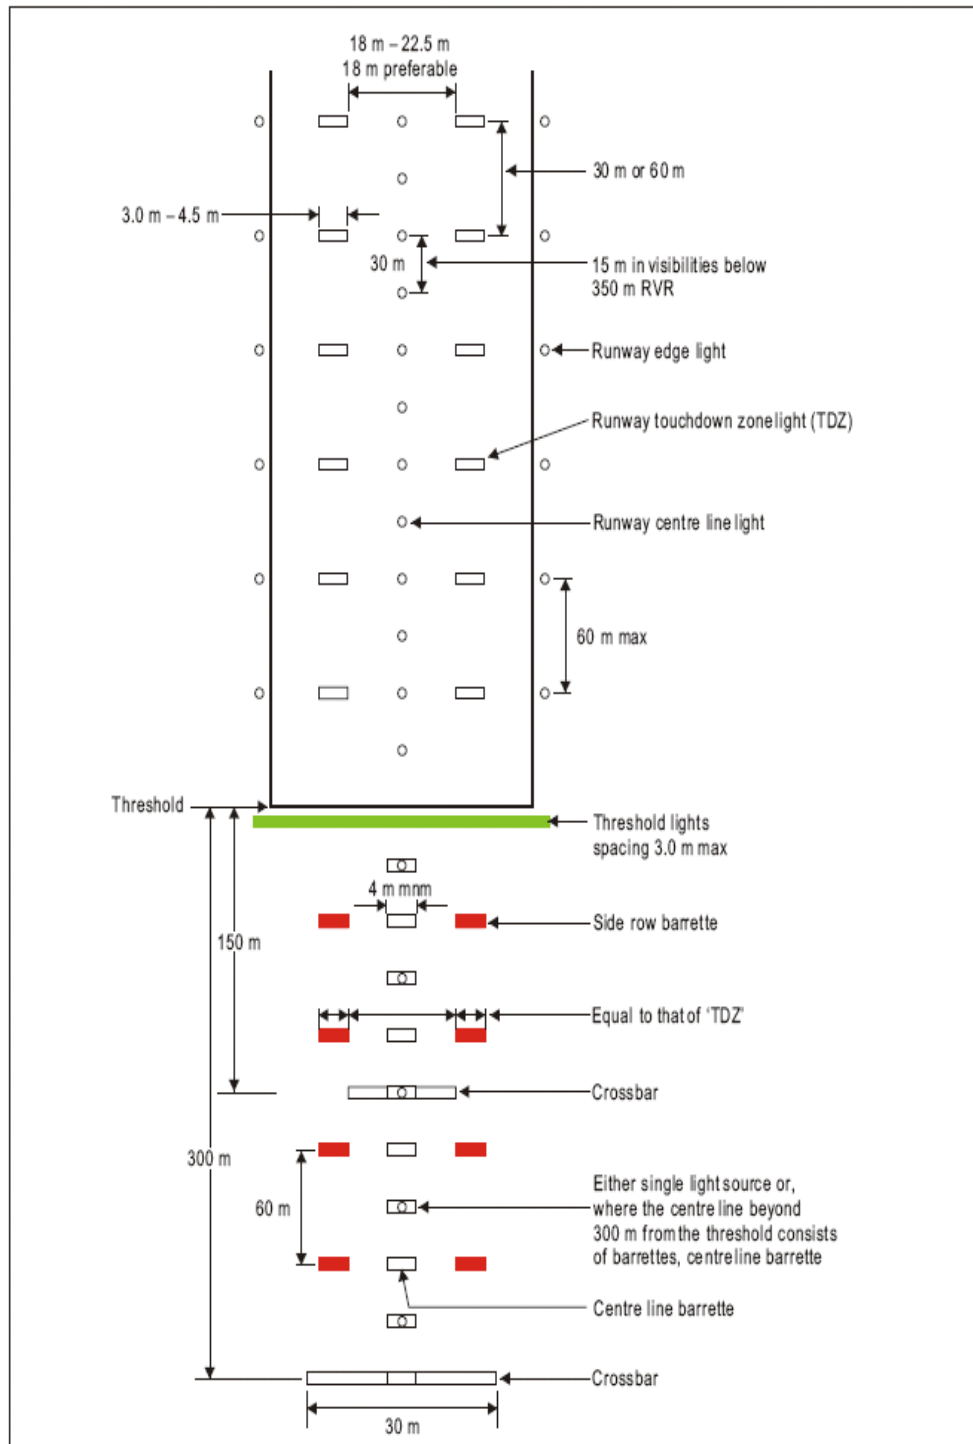 18 m – 22.5 m
18 m preferable
30 m or 60 m
3.0 m – 4.5 m
30 m
15 m in visibilities below
350 m RVR
Runway edge light
Runway touchdown zone light (TDZ)
Runway centre line light
60 m max
Threshold
Threshold lights
spacing 3.0 m max
4 m mnm
Side row barrette
150 m
Equal to that of ‘TDZ’
Crossbar
300 m
60 m
Either single light source or,
where the centre line beyond
300 m from the threshold consists
of barrettes, centre line barrette
Centre line barrette
Crossbar
30 m